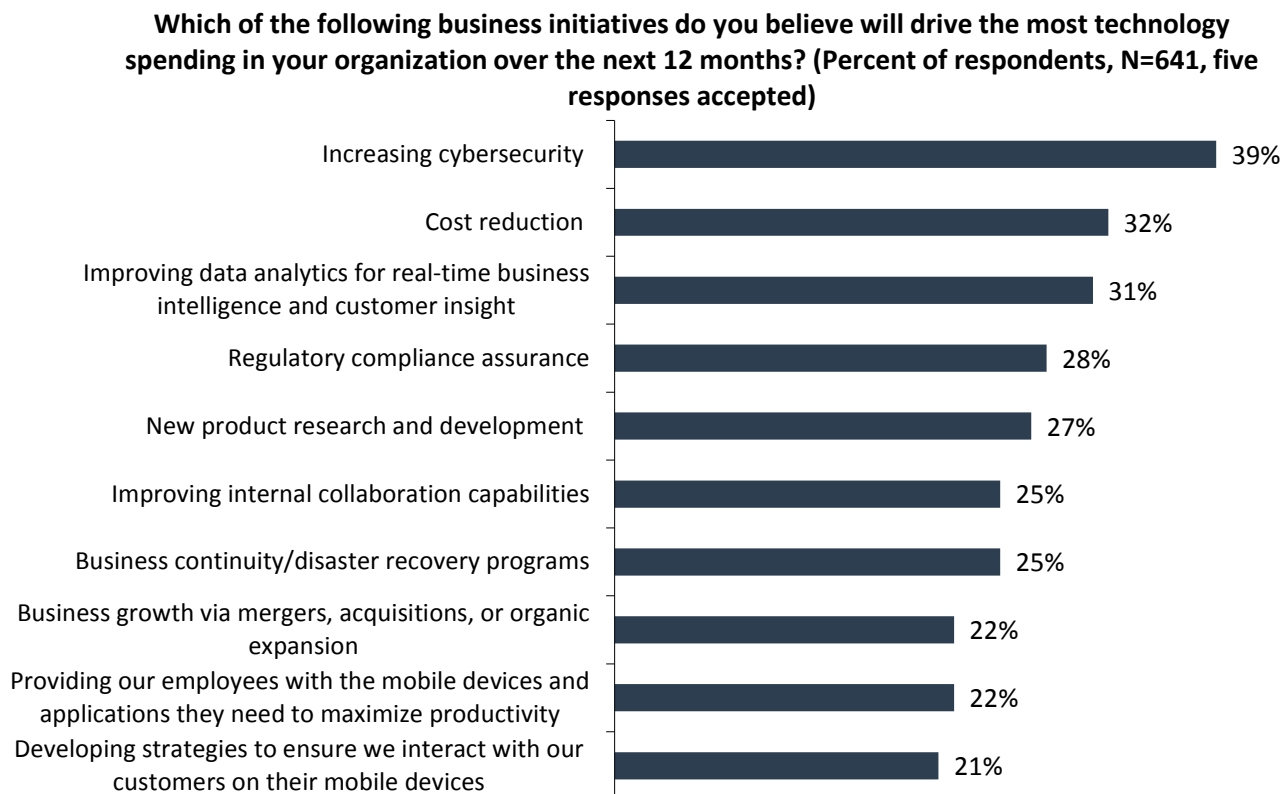 Which of the following business initiatives do you believe will drive the most technology
spending in your organization over the next 12 months? (Percent of respondents, N=641, five
responses accepted)
Increasing cybersecurity
39%
Cost reduction
32%
Improving data analytics for real-time business
intelligence and customer insight
31%
Regulatory compliance assurance
28%
New product research and development
27%
Improving internal collaboration capabilities
25%
Business continuity/disaster recovery programs
25%
Business growth via mergers, acquisitions, or organic
expansion
22%
Providing our employees with the mobile devices and
applications they need to maximize productivity
22%
Developing strategies to ensure we interact with our
customers on their mobile devices
21%